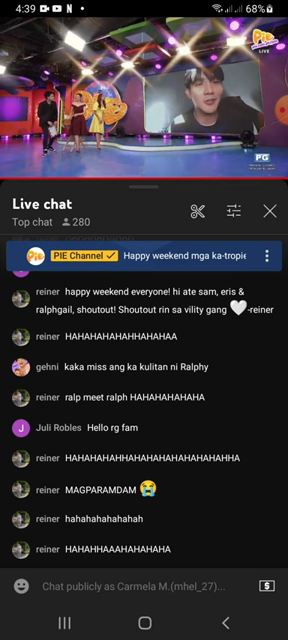 4:39
N
68%
Pie
LIVE
PG
Live chat
Top chat 280
Pie PIE Channel Happy weekend mga ka-tropie
reiner happy weekend everyone! hi ate sam, eris &
ralphgail, shoutout! Shoutout rin sa vility gang 🤍-reiner
reiner HAHAHAHAHAHHAHAHAA
gehni kaka miss ang ka kulitan ni Ralphy
reiner ralp meet ralph HAHAHAHAHAHA
J Juli Robles Hello rg fam
reiner HAHAHAHAHHAHAHAHAHAHAHAHAHHA
reiner MAGPARAMDAM 😭
reiner hahahahahahahah
reiner HAHAHHAAAHAHAHAHA
Chat publicly as Carmela M.(mhel_27)...